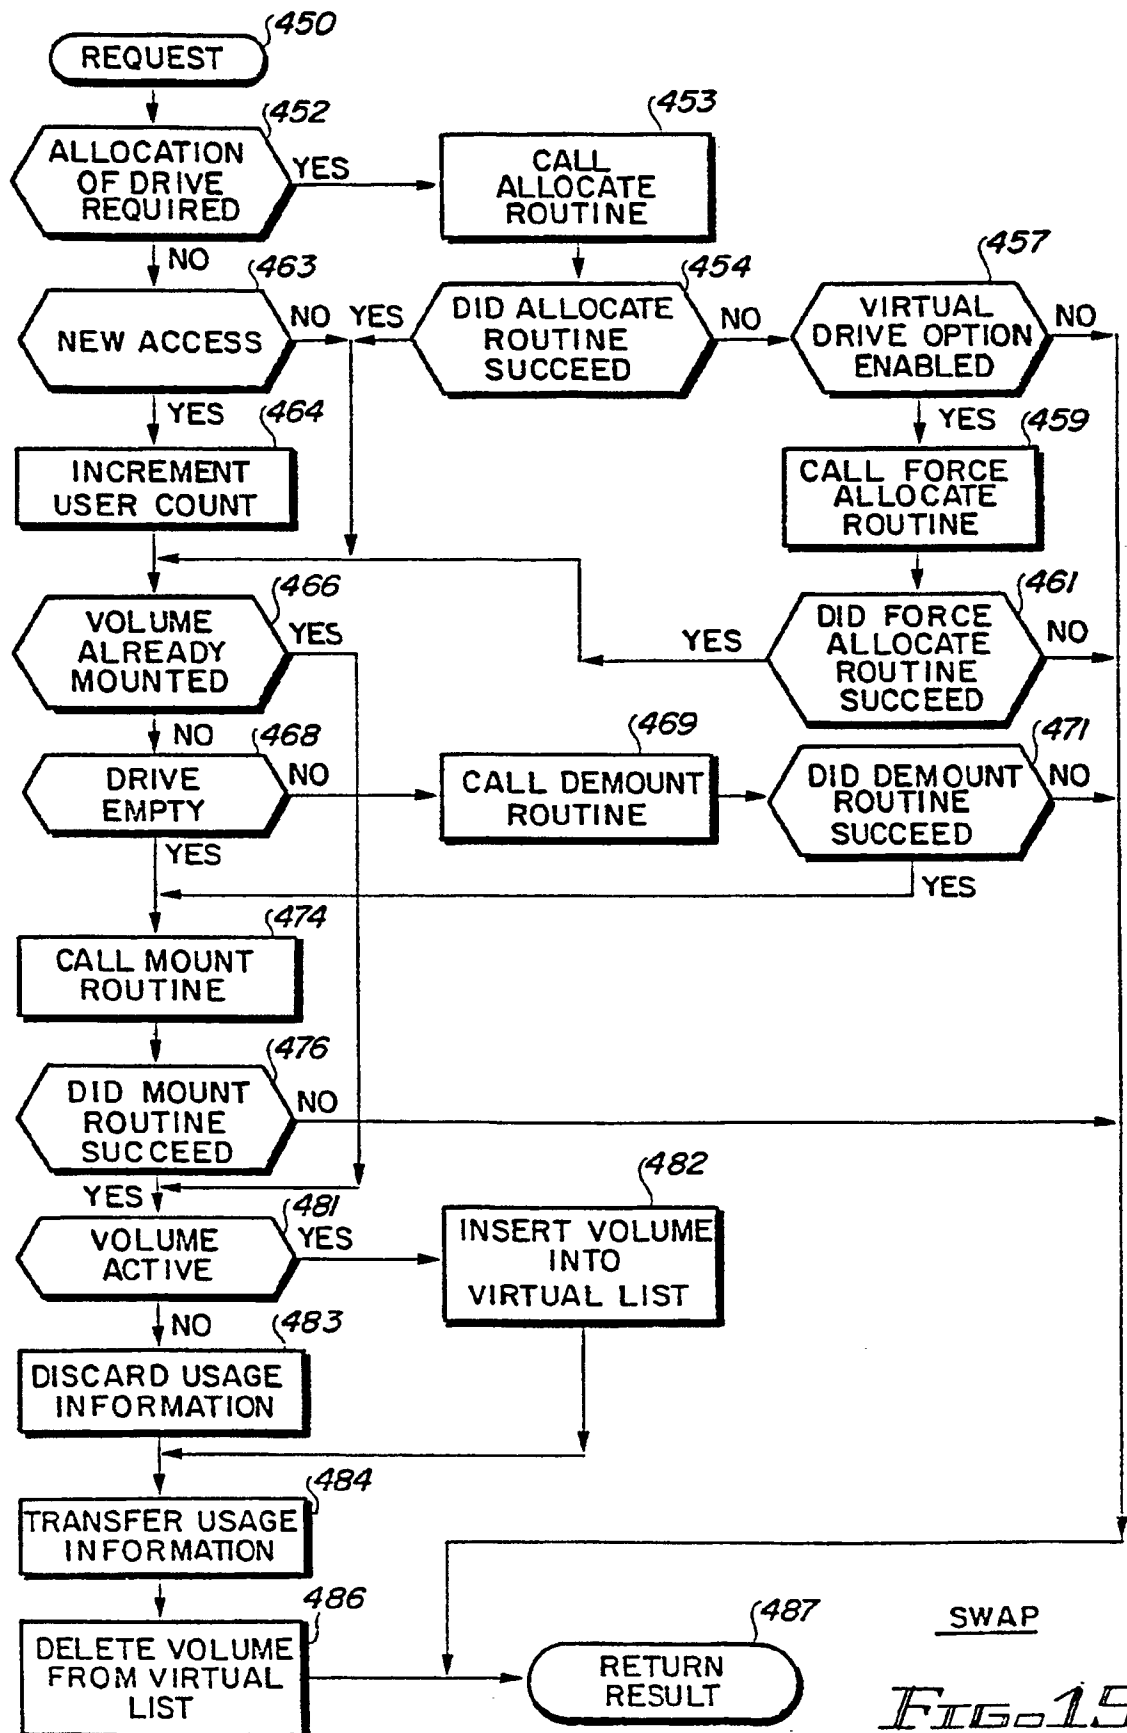 450
REQUEST
452
ALLOCATION
OF DRIVE
REQUIRED
YES
453
CALL
ALLOCATE
ROUTINE
NO
463
NEW ACCESS
NO
YES
454
DID ALLOCATE
ROUTINE
SUCCEED
NO
457
VIRTUAL
DRIVE OPTION
ENABLED
NO
YES
464
INCREMENT
USER COUNT
YES
459
CALL FORCE
ALLOCATE
ROUTINE
466
VOLUME
ALREADY
MOUNTED
YES
YES
461
DID FORCE
ALLOCATE
ROUTINE
SUCCEED
NO
NO
468
DRIVE
EMPTY
NO
469
CALL DEMOUNT
ROUTINE
471
DID DEMOUNT
ROUTINE
SUCCEED
NO
YES
YES
474
CALL MOUNT
ROUTINE
476
DID MOUNT
ROUTINE
SUCCEED
NO
YES
481
VOLUME
ACTIVE
YES
482
INSERT VOLUME
INTO
VIRTUAL LIST
NO
483
DISCARD USAGE
INFORMATION
484
TRANSFER USAGE
INFORMATION
486
DELETE VOLUME
FROM VIRTUAL
LIST
487
RETURN
RESULT
SWAP
FIG. 15